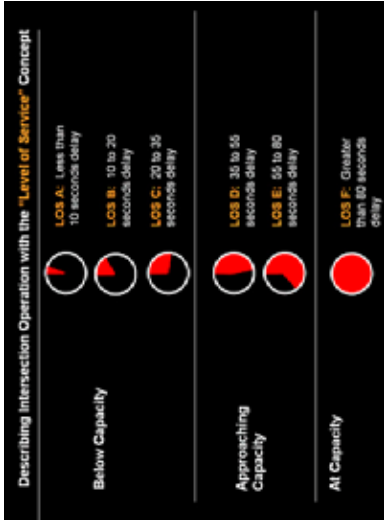 Describing Intersection Operation with the "Level of Service" Concept
Below Capacity
LOS A: Less than
10 seconds delay
LOS B: 10 to 20
seconds delay
LOS C: 20 to 35
seconds delay
Approaching
Capacity
LOS D: 35 to 55
seconds delay
LOS E: 55 to 80
seconds delay
At Capacity
LOS F: Greater
than 80 seconds
delay